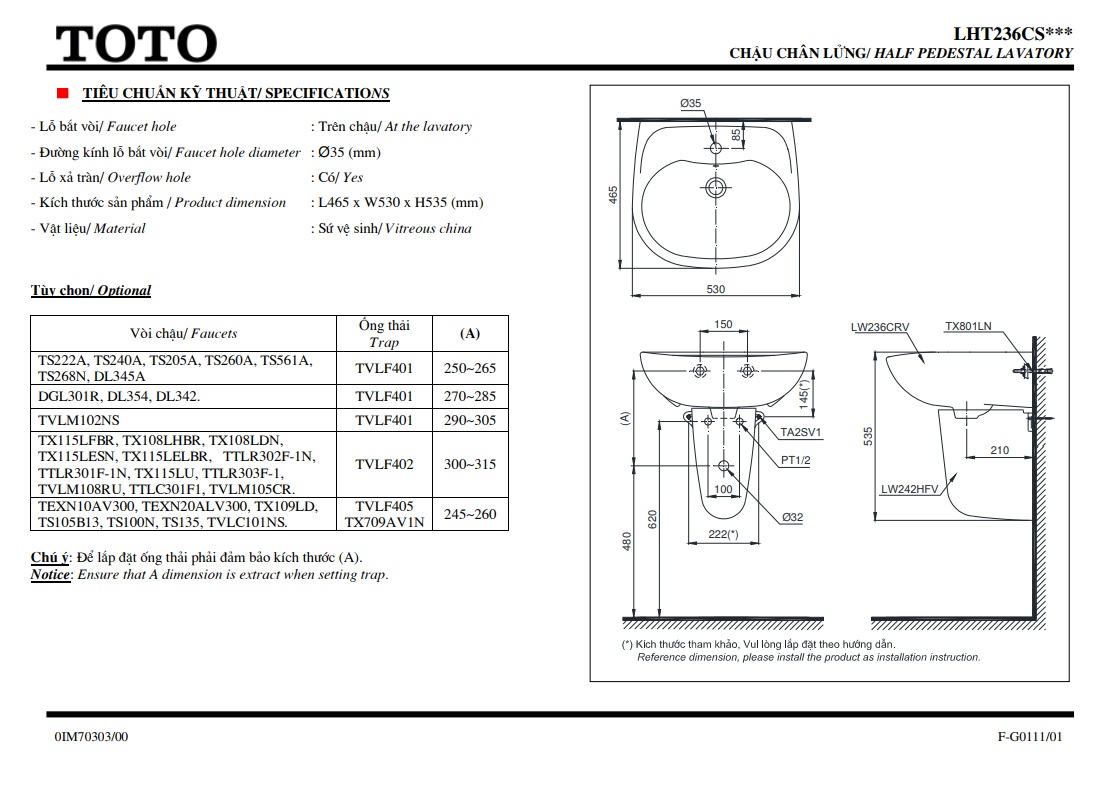 TOTO
LHT236CS***
CHẬU CHÂN LỬNG/ HALF PEDESTAL LAVATORY
TIÊU CHUẨN KỸ THUẬT/ SPECIFICATIONS
- Lỗ bắt vòi/ Faucet hole : Trên chậu/ At the lavatory
- Đường kính lỗ bắt vòi/ Faucet hole diameter : Ø35 (mm)
- Lỗ xả tràn/ Overflow hole : Có/ Yes
- Kích thước sản phẩm / Product dimension : L465 x W530 x H535 (mm)
- Vật liệu/ Material : Sứ vệ sinh/ Vitreous china
Tùy chon/ Optional
Vòi chậu/ Faucets
Ống thải
Trap
(A)
TS222A, TS240A, TS205A, TS260A, TS561A,
TS268N, DL345A
TVLF401
250~265
DGL301R, DL354, DL342.
TVLF401
270~285
TVLM102NS
TVLF401
290~305
TX115LFBR, TX108LHBR, TX108LDN,
TX115LESN, TX115LELBR, TTLR302F-1N,
TTLR301F-1N, TX115LU, TTLR303F-1,
TVLM108RU, TTLC301F1, TVLM105CR.
TVLF402
300~315
TEXN10AV300, TEXN20ALV300, TX109LD,
TS105B13, TS100N, TS135, TVLC101NS.
TVLF405
TX709AV1N
245~260
Chú ý: Để lắp đặt ống thải phải đảm bảo kích thước (A).
Notice: Ensure that A dimension is extract when setting trap.
Ø35
85
465
530
150
LW236CRV
TX801LN
145(*)
(A)
TA2SV1
PT1/2
535
210
100
LW242HFV
Ø32
620
480
222(*)
(*) Kích thước tham khảo, Vul lòng lắp đặt theo hướng dẫn.
Reference dimension, please install the product as installation instruction.
0IM70303/00
F-G0111/01